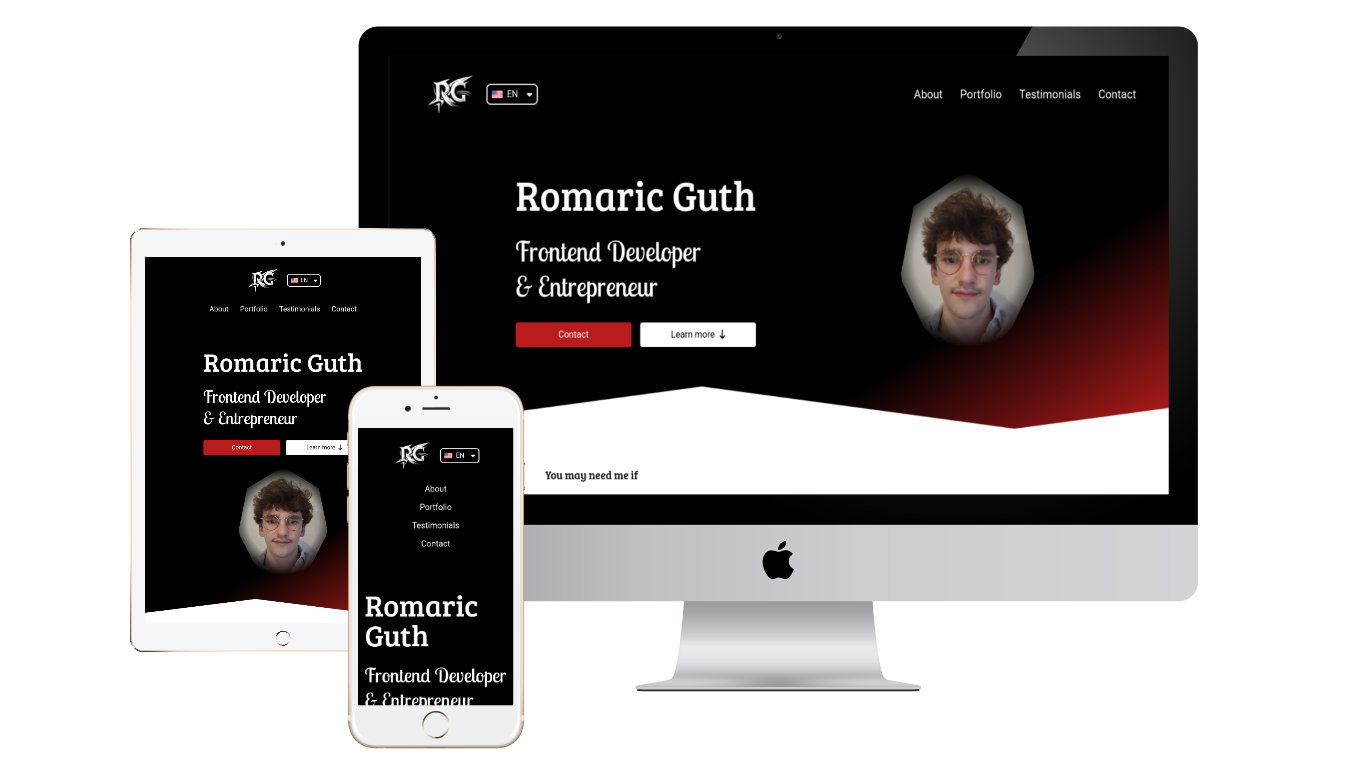 RG
EN
About Portfolio Testimonials Contact
Romaric Guth
Frontend Developer
& Entrepreneur
Contact
Learn more ↓
You may need me if
RG
EN
About Portfolio Testimonials Contact
Romaric Guth
Frontend Developer
& Entrepreneur
Contact
Learn more ↓
RG
EN
About
Portfolio
Testimonials
Contact
Romaric
Guth
Frontend Developer
& Entrepreneur